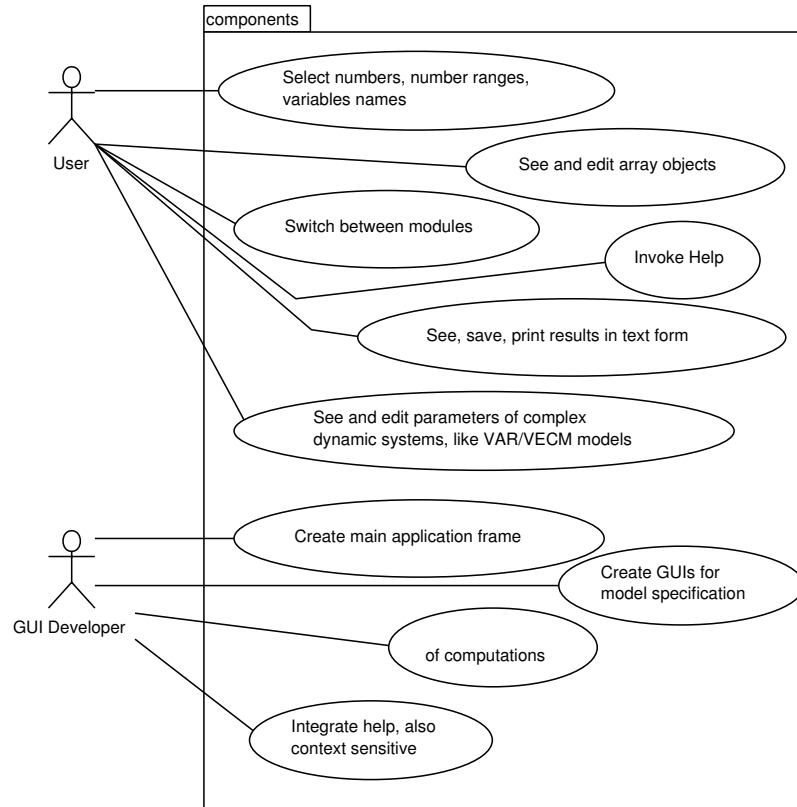 components
Select numbers, number ranges,
variables names
User
See and edit array objects
Switch between modules
Invoke Help
See, save, print results in text form
See and edit parameters of complex
dynamic systems, like VAR/VECM models
Create main application frame
Create GUIs for
model specification
GUI Developer
of computations
Integrate help, also
context sensitive